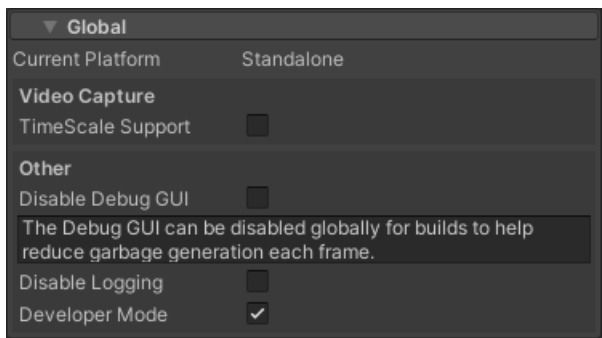 Global
Current Platform Standalone
Video Capture
TimeScale Support
Other
Disable Debug GUI
The Debug GUI can be disabled globally for builds to help
reduce garbage generation each frame.
Disable Logging
Developer Mode